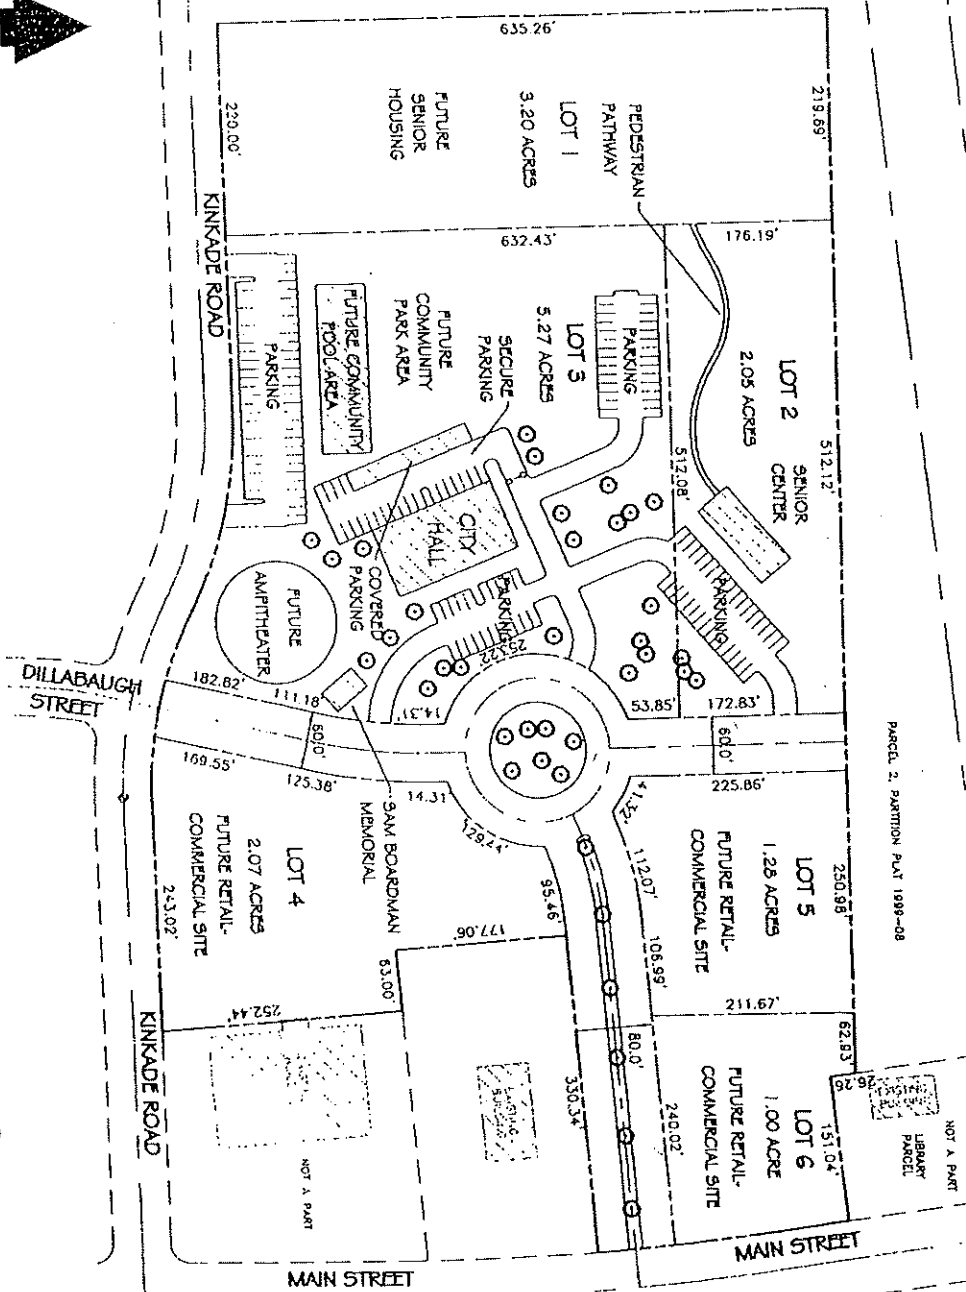 635.26'
219.69'
220.00'
LOT 1
3.20 ACRES
FUTURE
SENIOR
HOUSING
PEDESTRIAN
PATHWAY
KINKADE ROAD
632.43'
176.19'
LOT 2
2.05 ACRES
SENIOR
CENTER
512.12'
512.08'
PARKING
LOT 3
5.27 ACRES
SECURE
PARKING
FUTURE
COMMUNITY
PARK AREA
FUTURE COMMUNITY
POOL AREA
PARKING
CITY
HALL
COVERED
PARKING
PARKING
PARKING
FUTURE
AMPITHEATER
253.22'
14.31'
53.85'
172.83'
60.0'
182.82'
111.18'
60.0'
DILLABAUGH
STREET
169.55'
125.38'
14.31
129.44'
SAM BOARDMAN
MEMORIAL
LOT 4
2.07 ACRES
FUTURE RETAIL-
COMMERCIAL SITE
243.02'
95.46'
177.06'
63.00'
252.44'
225.86'
41.32'
112.07'
106.99'
LOT 5
1.28 ACRES
FUTURE RETAIL-
COMMERCIAL SITE
250.98'
211.67'
62.93'
26.26
PARCEL 2, PARTITION PLAT 1999-08
80.0'
330.34'
240.02'
LOT 6
1.00 ACRE
FUTURE RETAIL-
COMMERCIAL SITE
151.04'
NOT A PART
LIBRARY
PARCEL
NOT A PART
KINKADE ROAD
MAIN STREET
MAIN STREET